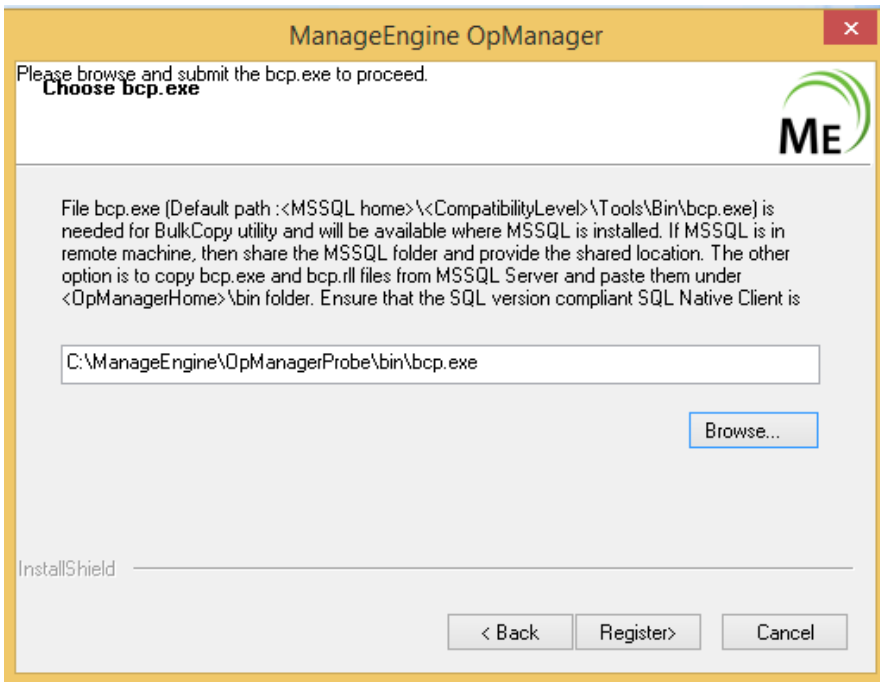 ManageEngine OpManager
Please browse and submit the bcp.exe to proceed.
Choose bcp.exe
ME
File bcp.exe (Default path :<MSSQL home>\<CompatibilityLevel>\Tools\Bin\bcp.exe) is
needed for BulkCopy utility and will be available where MSSQL is installed. If MSSQL is in
remote machine, then share the MSSQL folder and provide the shared location. The other
option is to copy bcp.exe and bcp.rll files from MSSQL Server and paste them under
<OpManagerHome>\bin folder. Ensure that the SQL version compliant SQL Native Client is
C:\ManageEngine\OpManagerProbe\bin\bcp.exe
Browse...
InstallShield
< Back
Register>
Cancel